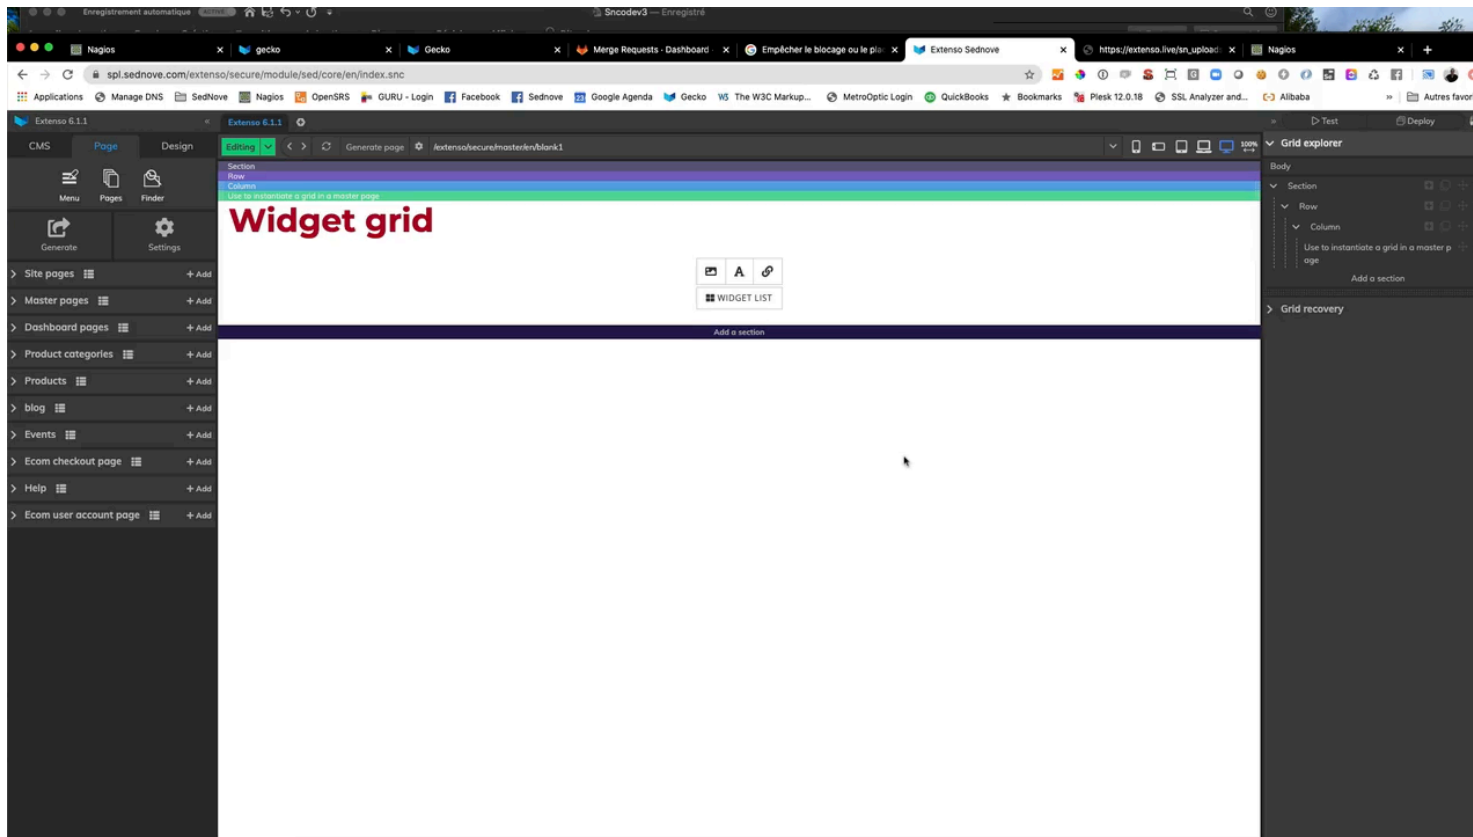 Enregistrement automatique
Sncodev3 — Enregistré
Nagios
gecko
Gecko
Merge Requests · Dashboard
Empêcher le blocage ou le pla
Extenso Sednove
https://extenso.live/sn_upload
Nagios
spl.sednove.com/extenso/secure/module/sed/core/en/index.snc
Applications
Manage DNS
SedNove
Nagios
OpenSRS
GURU - Login
Facebook
Sednove
Google Agenda
Gecko
The W3C Markup...
MetroOptic Login
QuickBooks
Bookmarks
Plesk 12.0.18
SSL Analyzer and...
Alibaba
» Autres favor
Extenso 6.1.1 «
Extenso 6.1.1
» Test
Deploy
CMS Page Design
Editing
Generate page
/extenso/secure/master/en/blank1
100%
Grid explorer
Menu Pages Finder
Generate Settings
Site pages + Add
Master pages + Add
Dashboard pages + Add
Product categories + Add
Products + Add
blog + Add
Events + Add
Ecom checkout page + Add
Help + Add
Ecom user account page + Add
Section
Row
Column
Use to instantiate a grid in a master page
Widget grid
WIDGET LIST
Add a section
Body
Section
Row
Column
Use to instantiate a grid in a master p
age
Add a section
Grid recovery